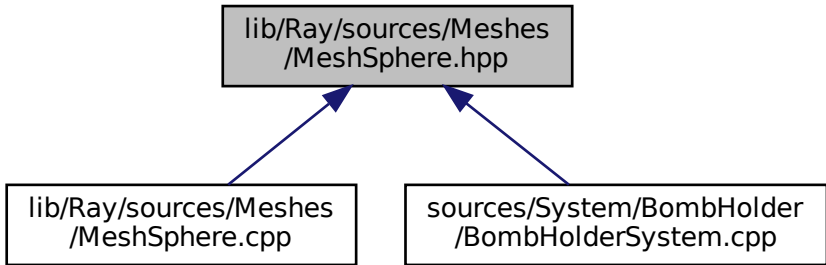 lib/Ray/sources/Meshes
/MeshSphere.hpp
lib/Ray/sources/Meshes
/MeshSphere.cpp
sources/System/BombHolder
/BombHolderSystem.cpp